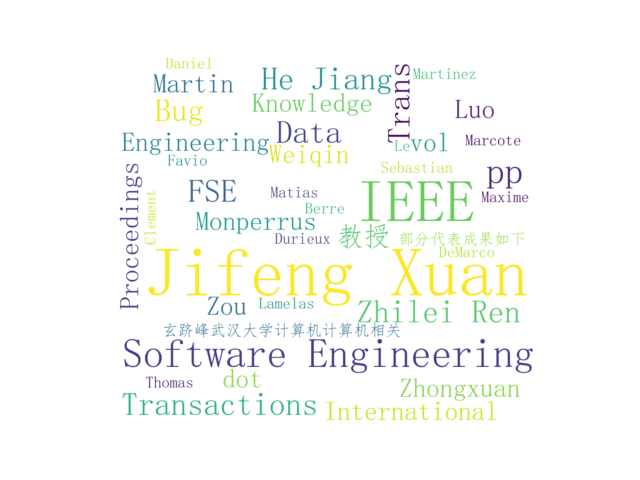 Daniel
Martin
He Jiang
Trans
Martinez
Bug
Knowledge
Luo
Engineering
Data
Le
vol
Marcote
Favio
Weiqin
Sebastian
pp
Proceedings
Clement
FSE
Matias
IEEE
Maxime
Monperrus
Berre
Durieux
教授
部分代表成果如下
DeMarco
Jifeng Xuan
Zou
Lamelas
Zhilei Ren
玄跻峰武汉大学计算机计算机相关
Software Engineering
Thomas
dot
Zhongxuan
Transactions
International